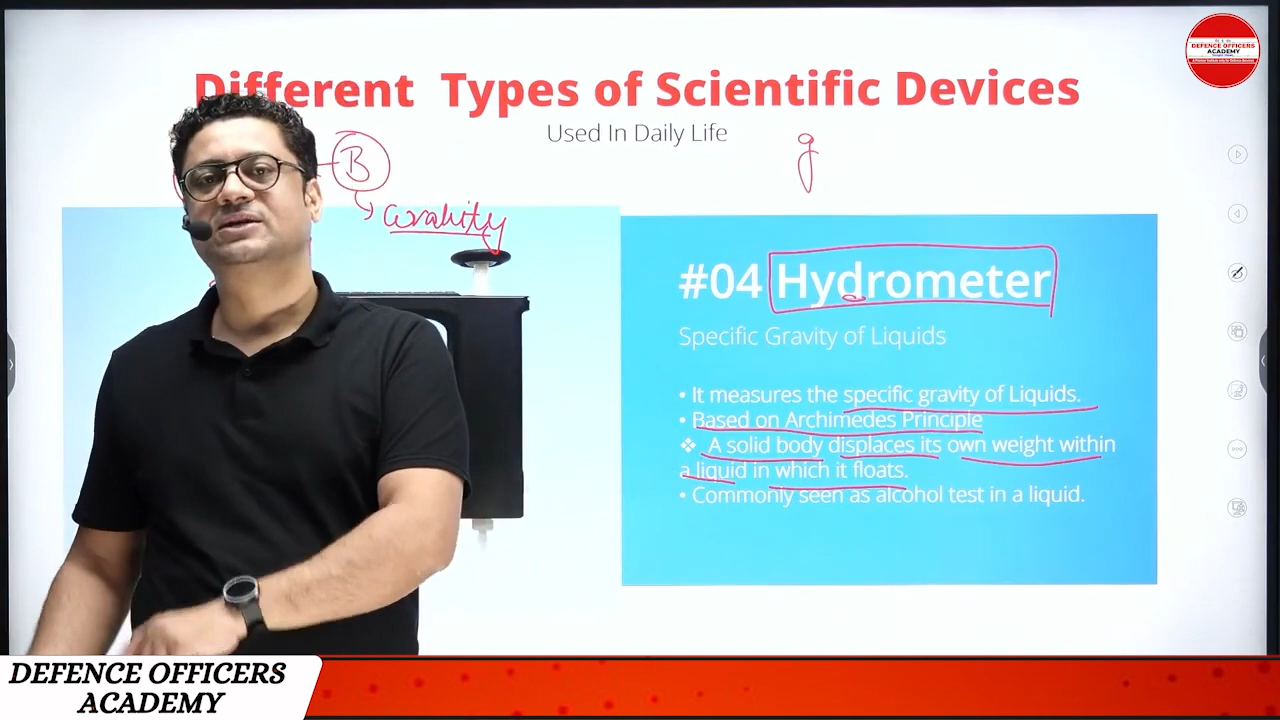 DEFENCE OFFICERS
ACADEMY
Different Types of Scientific Devices
Used In Daily Life
B
g
Gravity
#04 Hydrometer
Specific Gravity of Liquids
• It measures the specific gravity of Liquids.
• Based on Archimedes Principle
❖ A solid body displaces its own weight within
a liquid in which it floats.
• Commonly seen as alcohol test in a liquid.
DEFENCE OFFICERS
ACADEMY